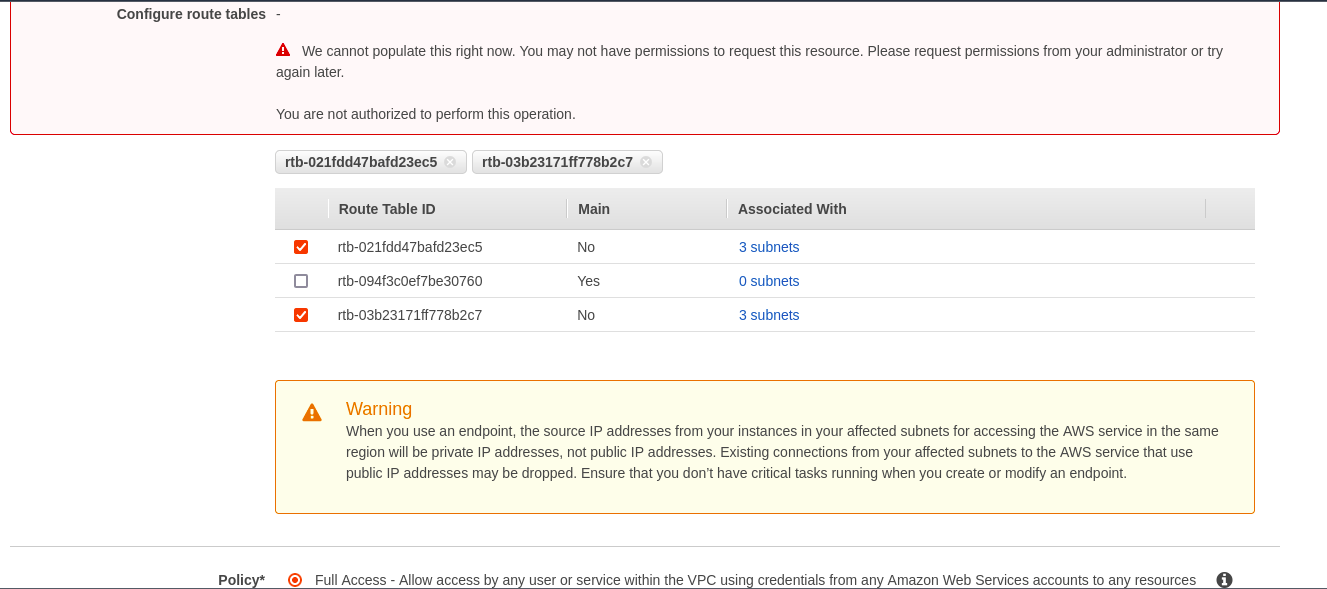 Configure route tables -
We cannot populate this right now. You may not have permissions to request this resource. Please request permissions from your administrator or try
again later.
You are not authorized to perform this operation.
rtb-021fdd47bafd23ec5 rtb-03b23171ff778b2c7
Route Table ID Main Associated With
rtb-021fdd47bafd23ec5 No 3 subnets
rtb-094f3c0ef7be30760 Yes 0 subnets
rtb-03b23171ff778b2c7 No 3 subnets
Warning
When you use an endpoint, the source IP addresses from your instances in your affected subnets for accessing the AWS service in the same
region will be private IP addresses, not public IP addresses. Existing connections from your affected subnets to the AWS service that use
public IP addresses may be dropped. Ensure that you don’t have critical tasks running when you create or modify an endpoint.
Policy* Full Access - Allow access by any user or service within the VPC using credentials from any Amazon Web Services accounts to any resources